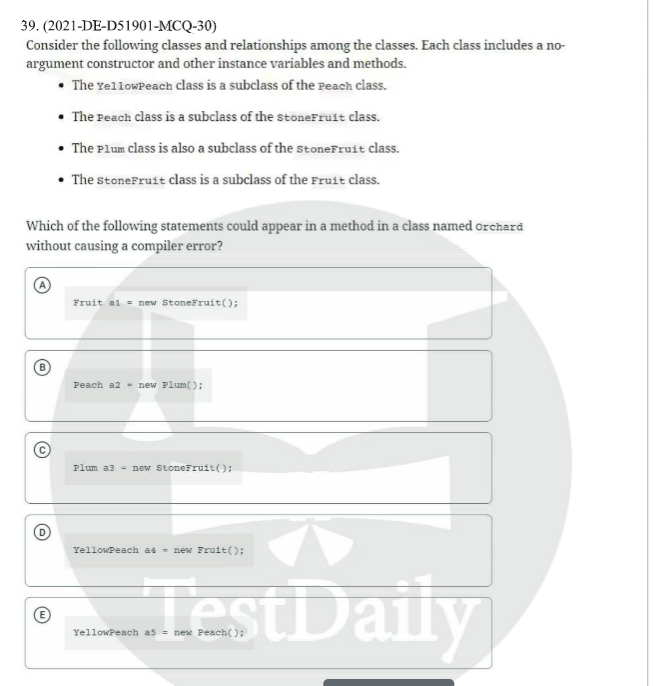 39. (2021-DE-D51901-MCQ-30)
Consider the following classes and relationships among the classes. Each class includes a no-
argument constructor and other instance variables and methods.
• The YellowPeach class is a subclass of the Peach class.
• The Peach class is a subclass of the StoneFruit class.
• The Plum class is also a subclass of the StoneFruit class.
• The StoneFruit class is a subclass of the Fruit class.
Which of the following statements could appear in a method in a class named Orchard
without causing a compiler error?
A
Fruit a1 = new StoneFruit();
B
Peach a2 = new Plum();
C
Plum a3 = new StoneFruit();
D
YellowPeach a4 = new Fruit();
E
YellowPeach a5 = new Peach();
TestDaily